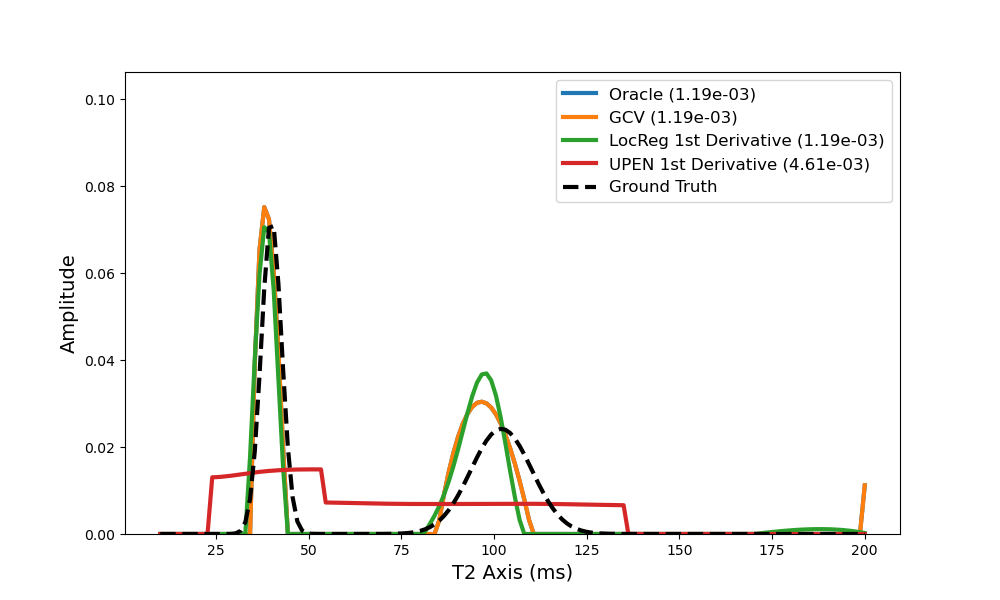 Oracle (1.19e-03)
GCV (1.19e-03)
LocReg 1st Derivative (1.19e-03)
UPEN 1st Derivative (4.61e-03)
Ground Truth
0.10
0.08
0.06
0.04
0.02
0.00
Amplitude
25 50 75 100 125 150 175 200
T2 Axis (ms)